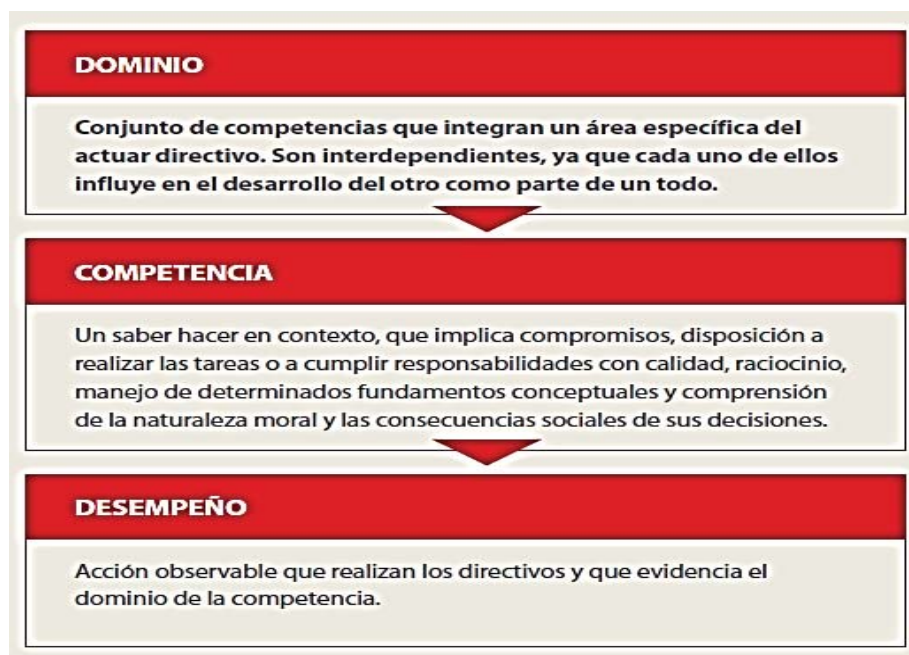 DOMINIO
Conjunto de competencias que integran un área específica del
actuar directivo. Son interdependientes, ya que cada uno de ellos
influye en el desarrollo del otro como parte de un todo.
COMPETENCIA
Un saber hacer en contexto, que implica compromisos, disposición a
realizar las tareas o a cumplir responsabilidades con calidad, raciocinio,
manejo de determinados fundamentos conceptuales y comprensión
de la naturaleza moral y las consecuencias sociales de sus decisiones.
DESEMPEÑO
Acción observable que realizan los directivos y que evidencia el
dominio de la competencia.